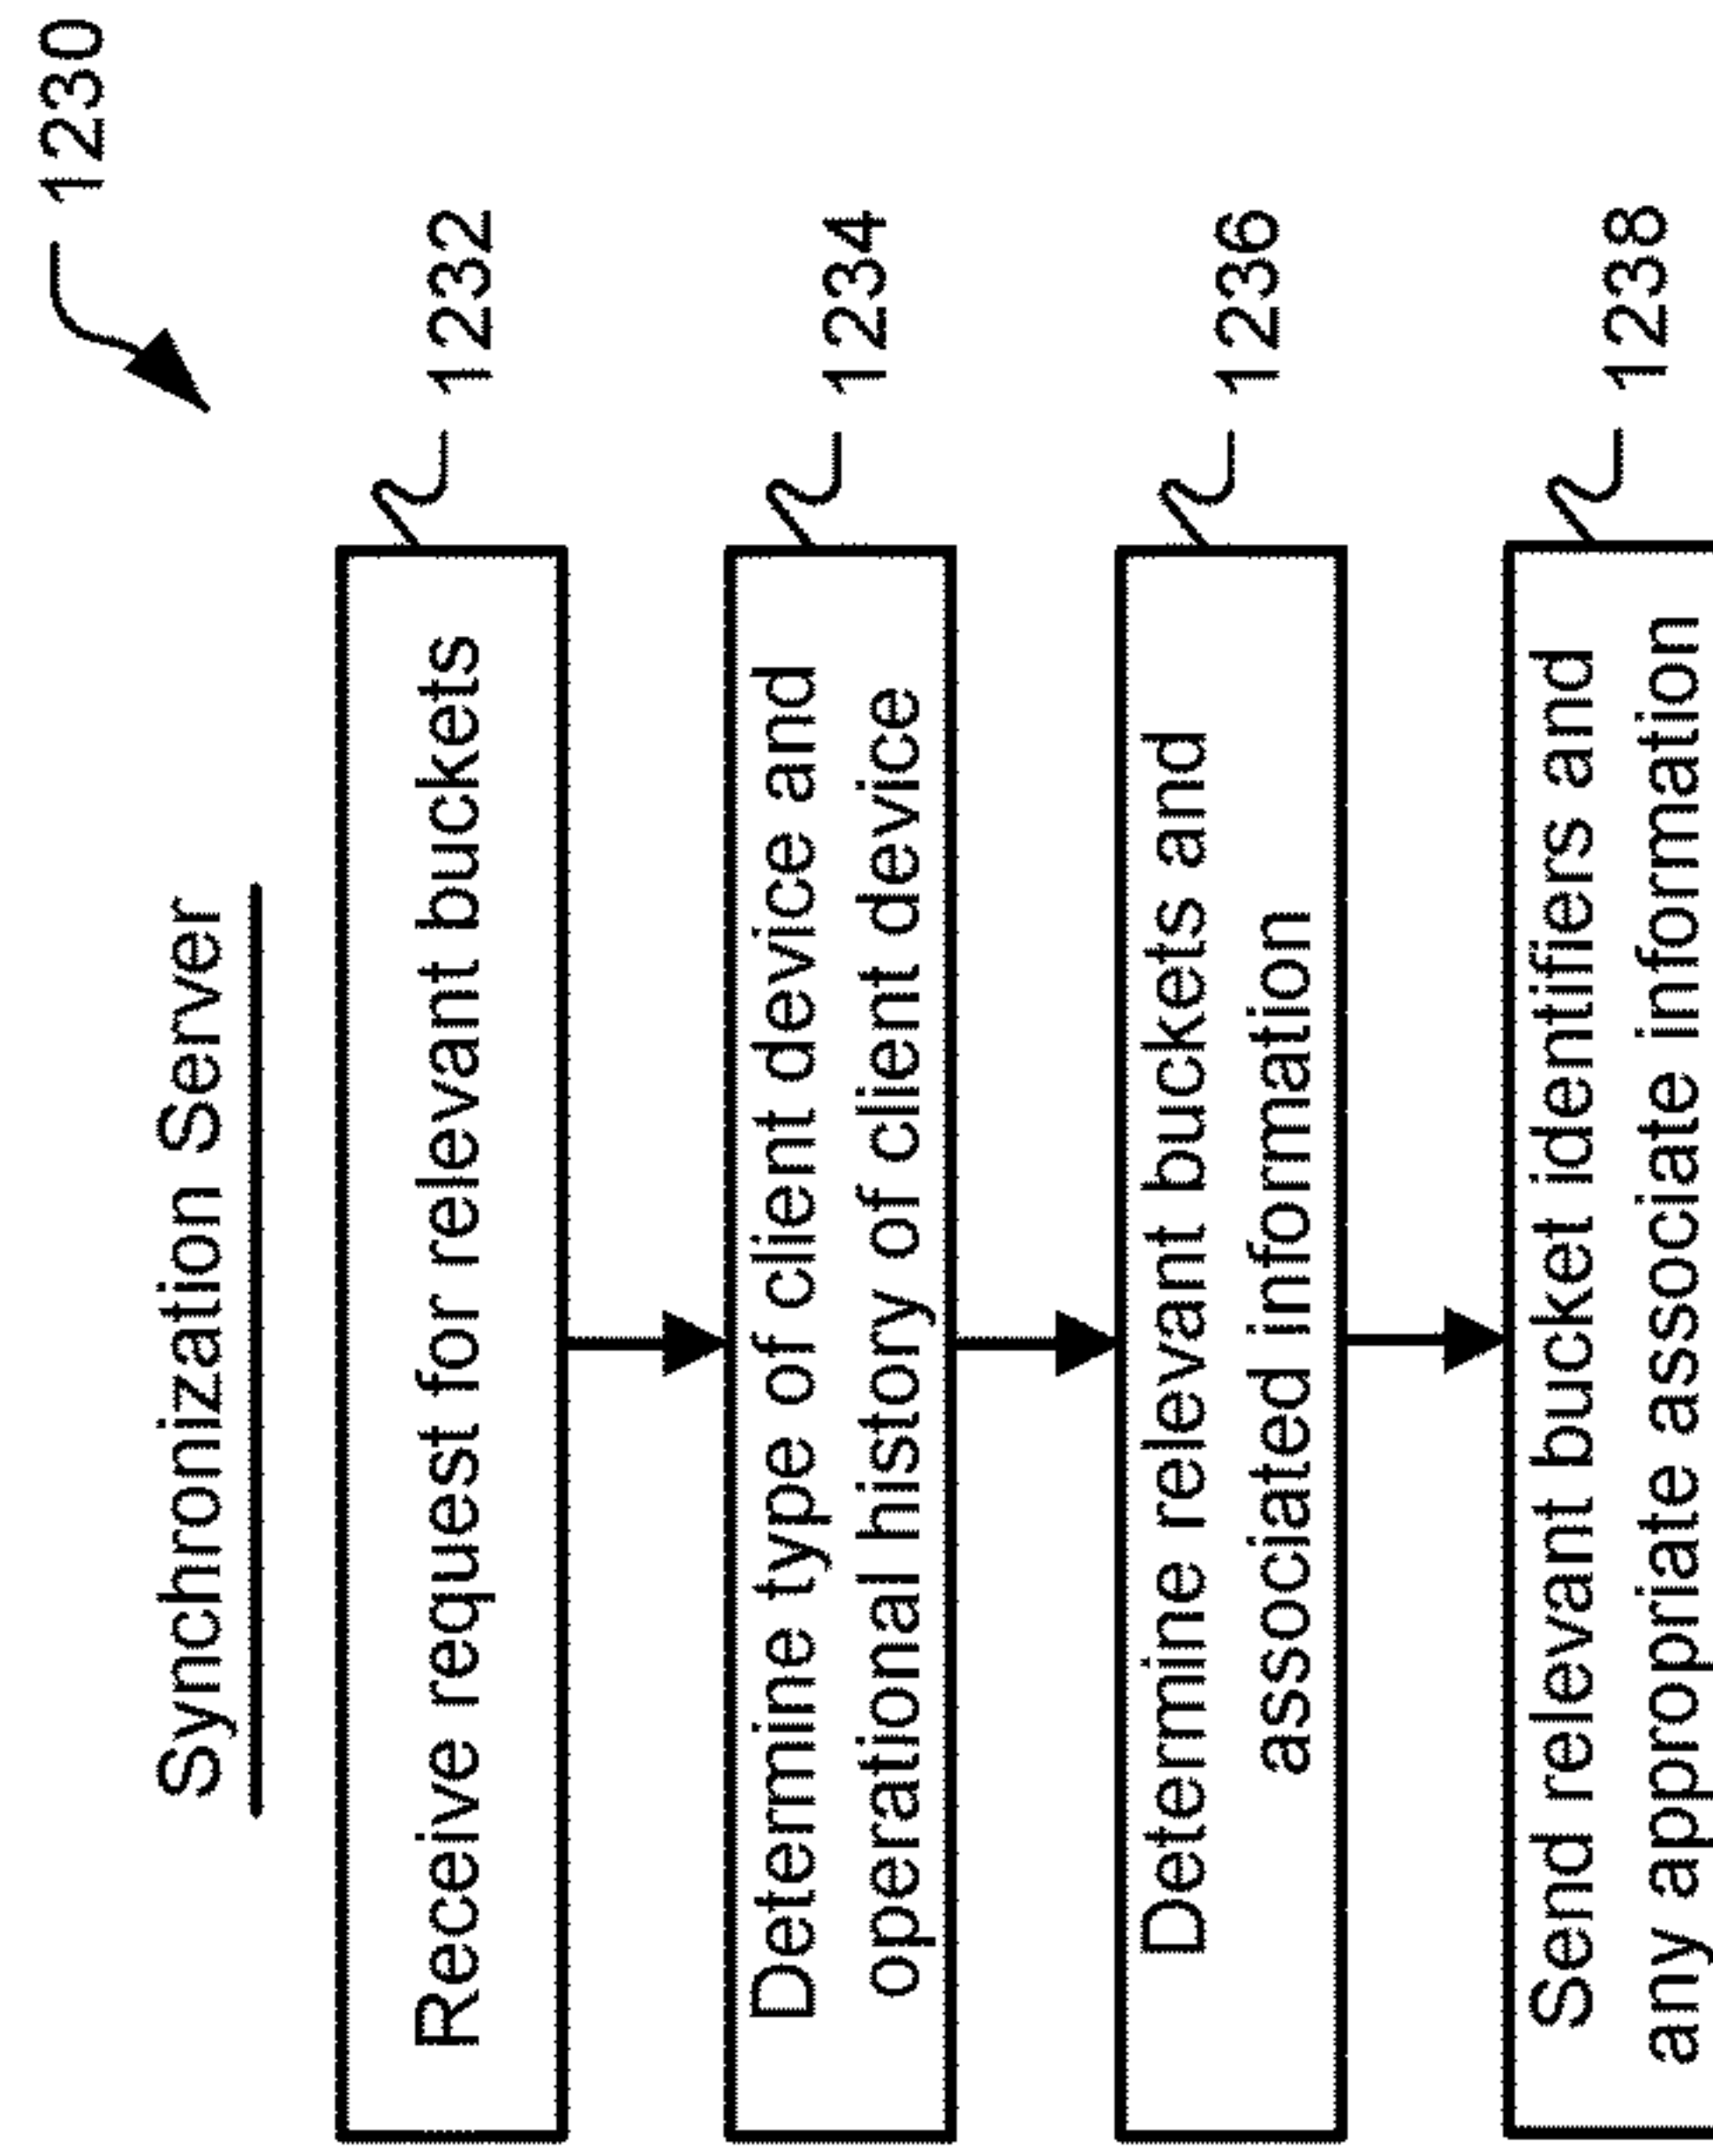 1230
Synchronization Server
Receive request for relevant buckets
1232
Determine type of client device and
operational history of client device
1234
Determine relevant buckets and
associated information
1236
Send relevant bucket identifiers and
any appropriate associate information
1238